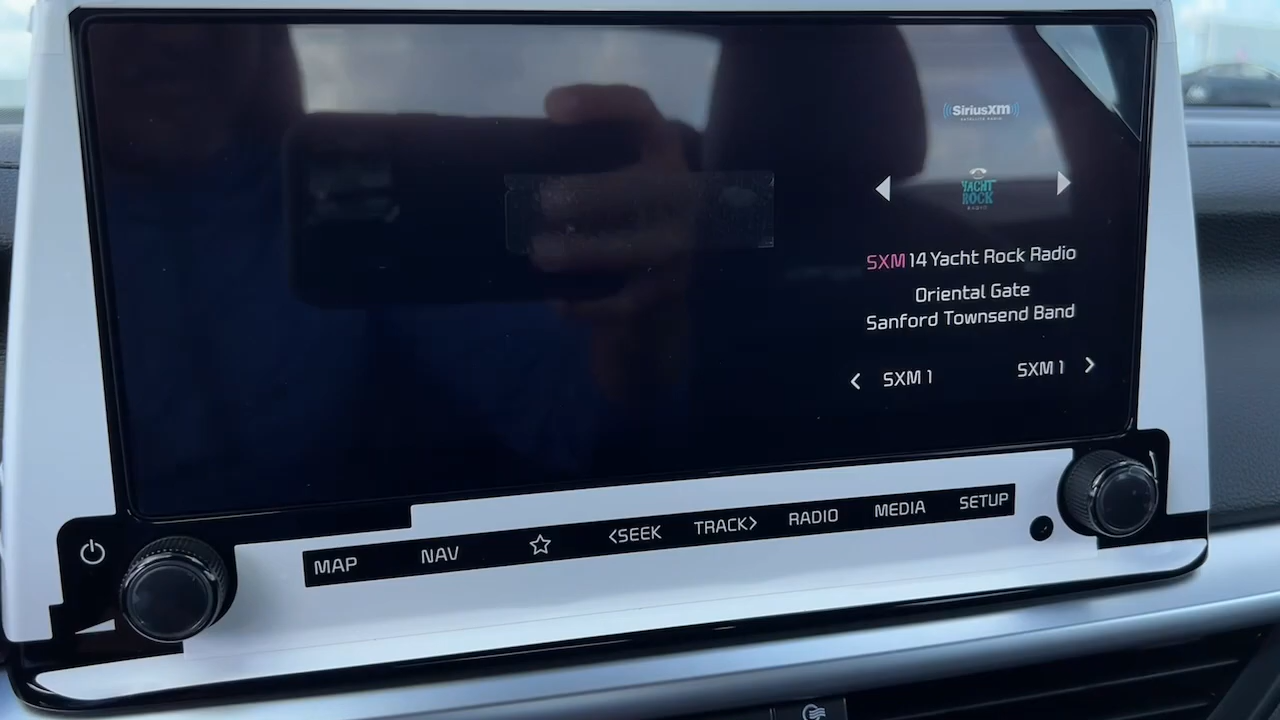 SiriusXM
SATELLITE RADIO
YACHT
ROCK
RADIO
SXM 14 Yacht Rock Radio
Oriental Gate
Sanford Townsend Band
< SXM 1
SXM 1 >
MAP
NAV
<SEEK
TRACK>
RADIO
MEDIA
SETUP